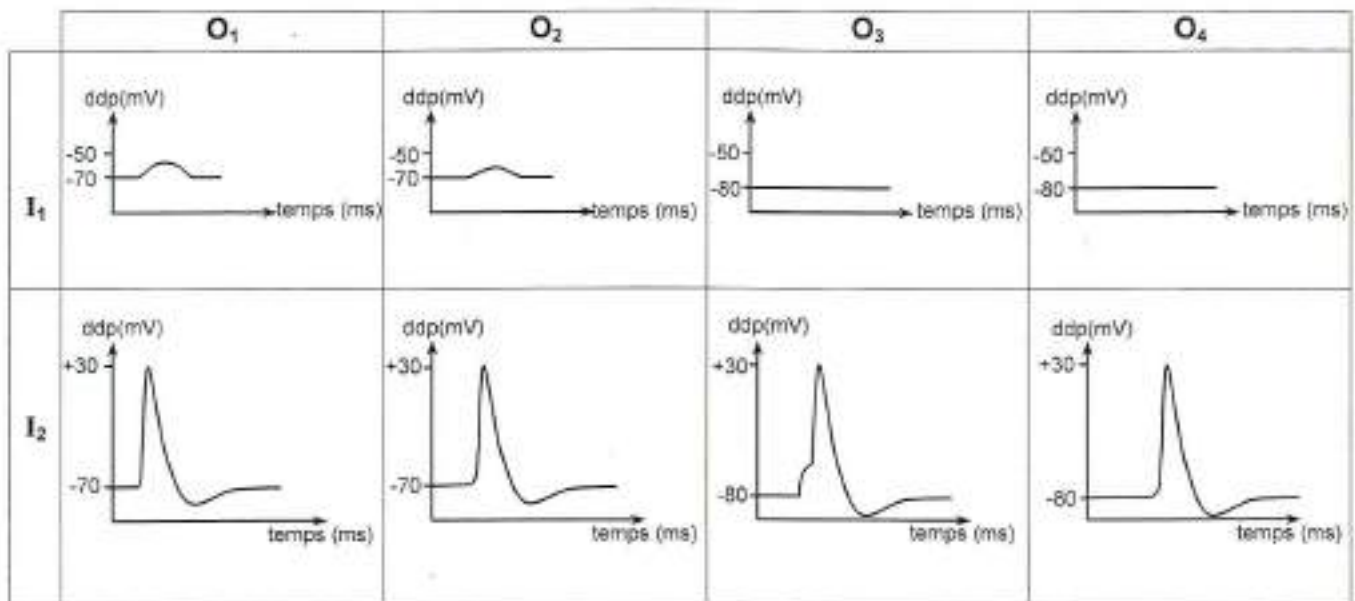 O₁ O₂ O₃ O₄
I₁
ddp(mV)
-50
-70
temps (ms)
ddp(mV)
-50
-70
temps (ms)
ddp(mV)
-50
-80
temps (ms)
ddp(mV)
-50
-80
temps (ms)
I₂
ddp(mV)
+30
-70
temps (ms)
ddp(mV)
+30
-70
temps (ms)
ddp(mV)
+30
-80
temps (ms)
ddp(mV)
+30
-80
temps (ms)